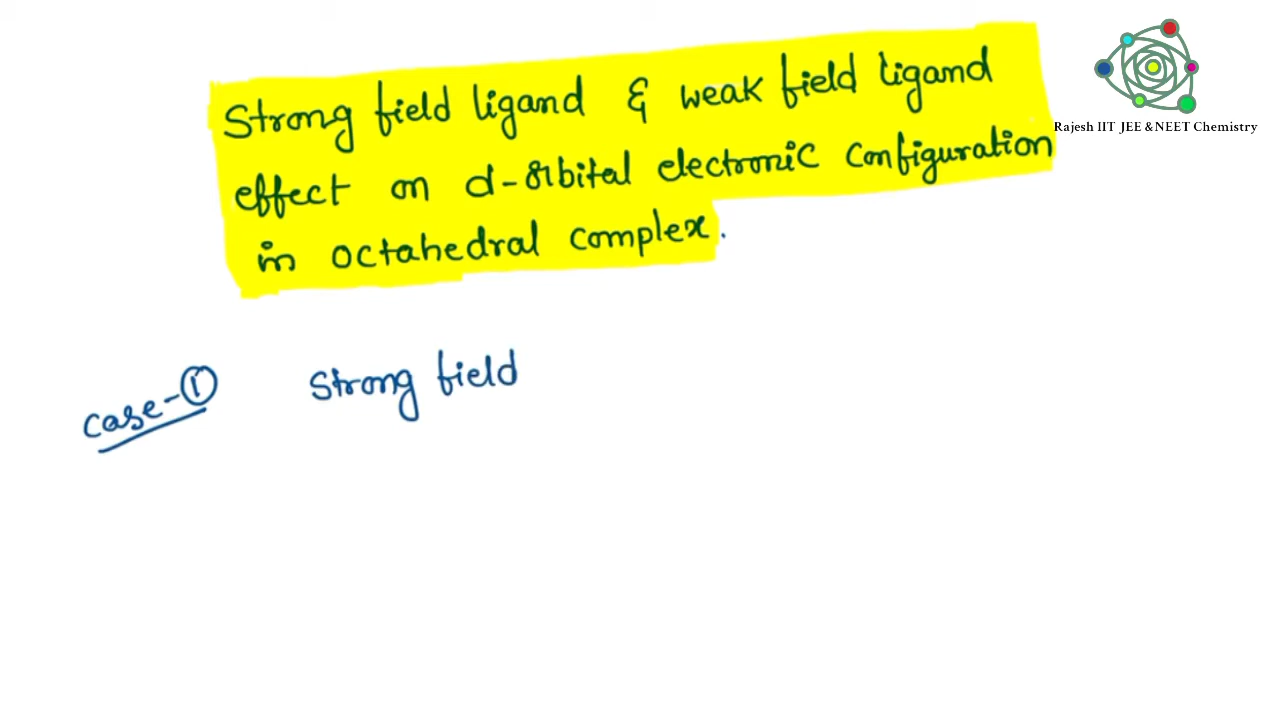 Strong field ligand & weak field ligand
Rajesh IIT JEE &NEET Chemistry
effect on d-orbital electronic configuration
in octahedral complex.
case-① Strong field